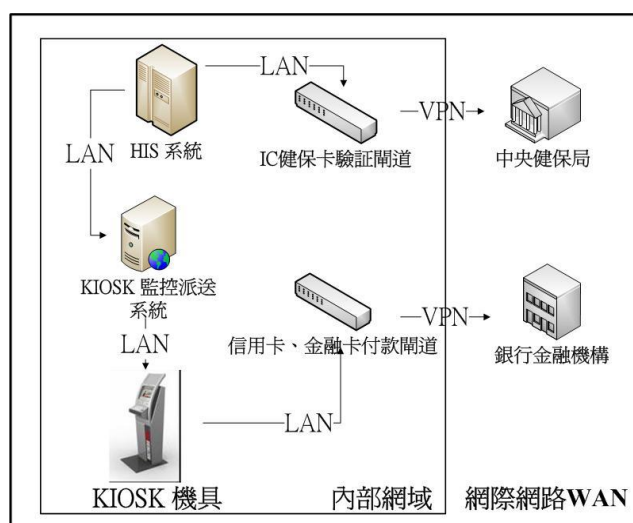 LAN
HIS 系統
IC健保卡驗証閘道
VPN
中央健保局
LAN
KIOSK 監控派送
系統
LAN
信用卡、金融卡付款閘道
VPN
銀行金融機構
LAN
KIOSK 機具
內部網域
網際網路WAN